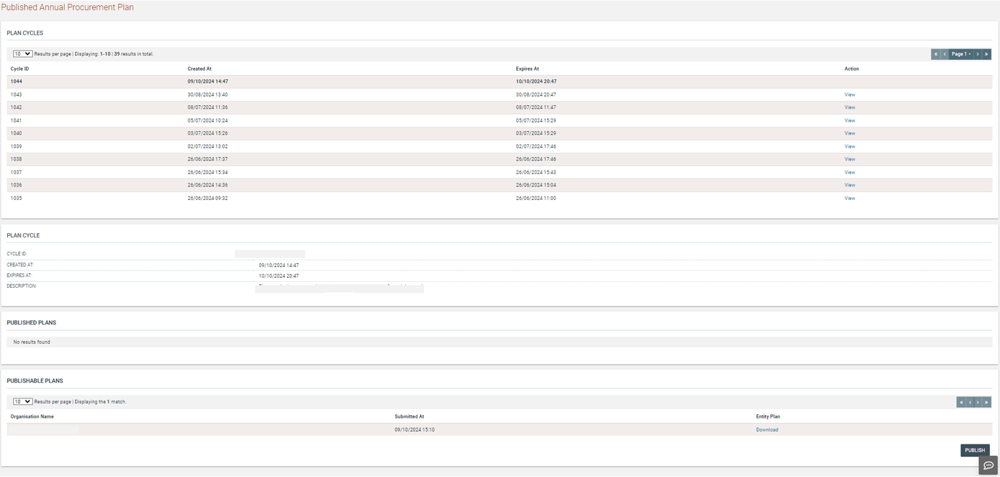 Published Annual Procurement Plan
PLAN CYCLES
10 Results per page | Displaying: 1-10 | 39 results in total.
« ‹ Page 1 › »
Cycle ID Created At Expires At Action
1044 09/10/2024 14:47 10/10/2024 20:47
1043 30/08/2024 13:40 30/08/2024 20:47 View
1042 08/07/2024 11:36 08/07/2024 11:47 View
1041 05/07/2024 10:24 05/07/2024 15:29 View
1040 03/07/2024 15:26 03/07/2024 15:29 View
1039 02/07/2024 13:02 02/07/2024 17:46 View
1038 26/06/2024 17:37 26/06/2024 17:46 View
1037 26/06/2024 15:34 26/06/2024 15:43 View
1036 26/06/2024 14:36 26/06/2024 15:04 View
1035 26/06/2024 09:32 26/06/2024 11:00 View
PLAN CYCLE
CYCLE ID:
CREATED AT: 09/10/2024 14:47
EXPIRES AT: 10/10/2024 20:47
DESCRIPTION:
PUBLISHED PLANS
No results found
PUBLISHABLE PLANS
10 Results per page | Displaying the 1 match.
« ‹ › »
Organisation Name Submitted At Entity Plan
09/10/2024 15:10 Download
PUBLISH